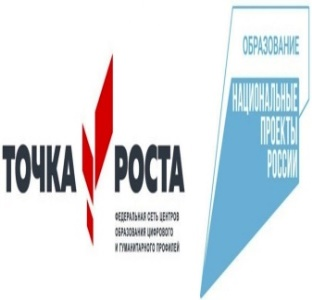 ТОЧКА РОСТА
ФЕДЕРАЛЬНАЯ СЕТЬ ЦЕНТРОВ
ОБРАЗОВАНИЯ ЦИФРОВОГО
И ГУМАНИТАРНОГО ПРОФИЛЕЙ
ОБРАЗОВАНИЕ
НАЦИОНАЛЬНЫЕ
ПРОЕКТЫ
РОССИИ